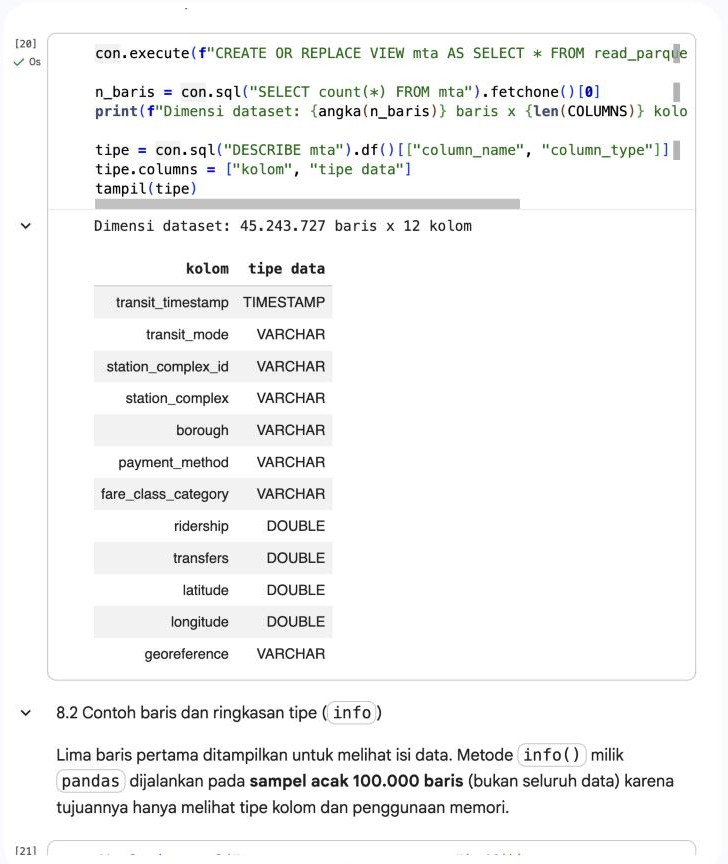 [20]
0s
con.execute(f"CREATE OR REPLACE VIEW mta AS SELECT * FROM read_parque
n_baris = con.sql("SELECT count(*) FROM mta").fetchone()[0]
print(f"Dimensi dataset: {angka(n_baris)} baris x {len(COLUMNS)} kolo
tipe = con.sql("DESCRIBE mta").df()[["column_name", "column_type"]]
tipe.columns = ["kolom", "tipe data"]
tampil(tipe)
Dimensi dataset: 45.243.727 baris x 12 kolom
kolom tipe data
transit_timestamp TIMESTAMP
transit_mode VARCHAR
station_complex_id VARCHAR
station_complex VARCHAR
borough VARCHAR
payment_method VARCHAR
fare_class_category VARCHAR
ridership DOUBLE
transfers DOUBLE
latitude DOUBLE
longitude DOUBLE
georeference VARCHAR
8.2 Contoh baris dan ringkasan tipe (info)
Lima baris pertama ditampilkan untuk melihat isi data. Metode info() milik
pandas dijalankan pada sampel acak 100.000 baris (bukan seluruh data) karena
tujuannya hanya melihat tipe kolom dan penggunaan memori.
[21]